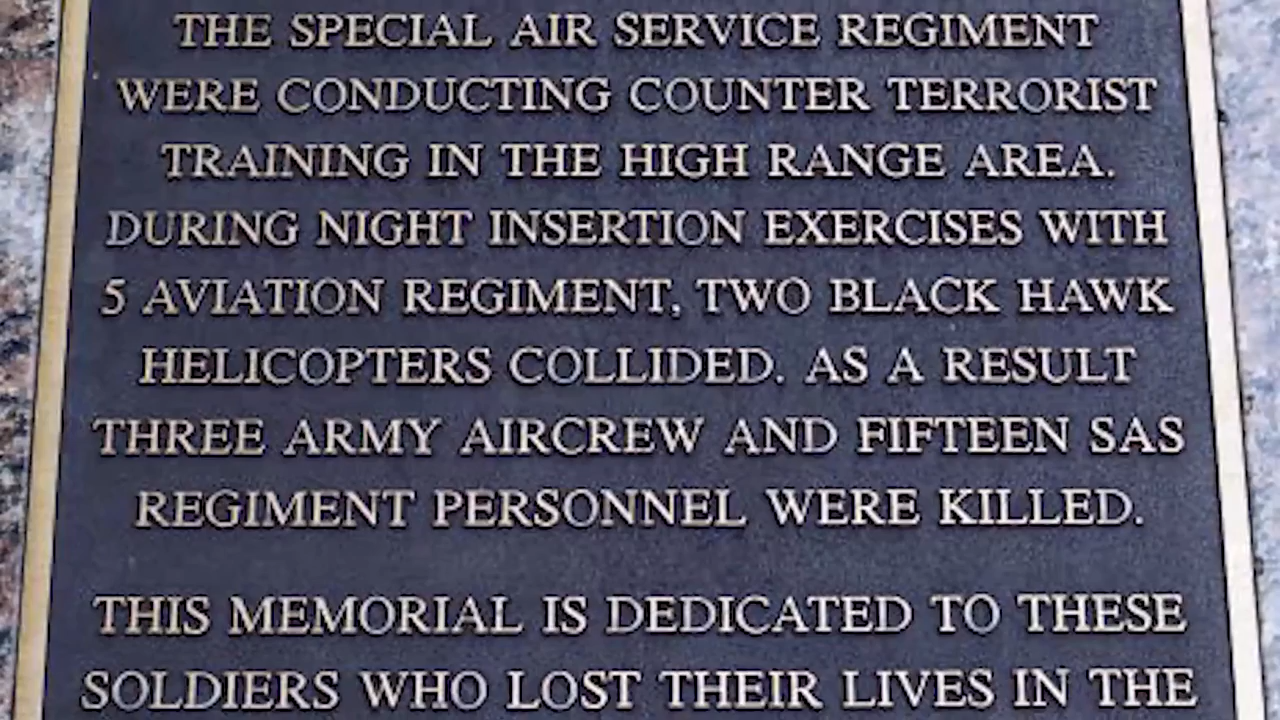 THE SPECIAL AIR SERVICE REGIMENT
WERE CONDUCTING COUNTER TERRORIST
TRAINING IN THE HIGH RANGE AREA.
DURING NIGHT INSERTION EXERCISES WITH
5 AVIATION REGIMENT, TWO BLACK HAWK
HELICOPTERS COLLIDED. AS A RESULT
THREE ARMY AIRCREW AND FIFTEEN SAS
REGIMENT PERSONNEL WERE KILLED.
THIS MEMORIAL IS DEDICATED TO THESE
SOLDIERS WHO LOST THEIR LIVES IN THE